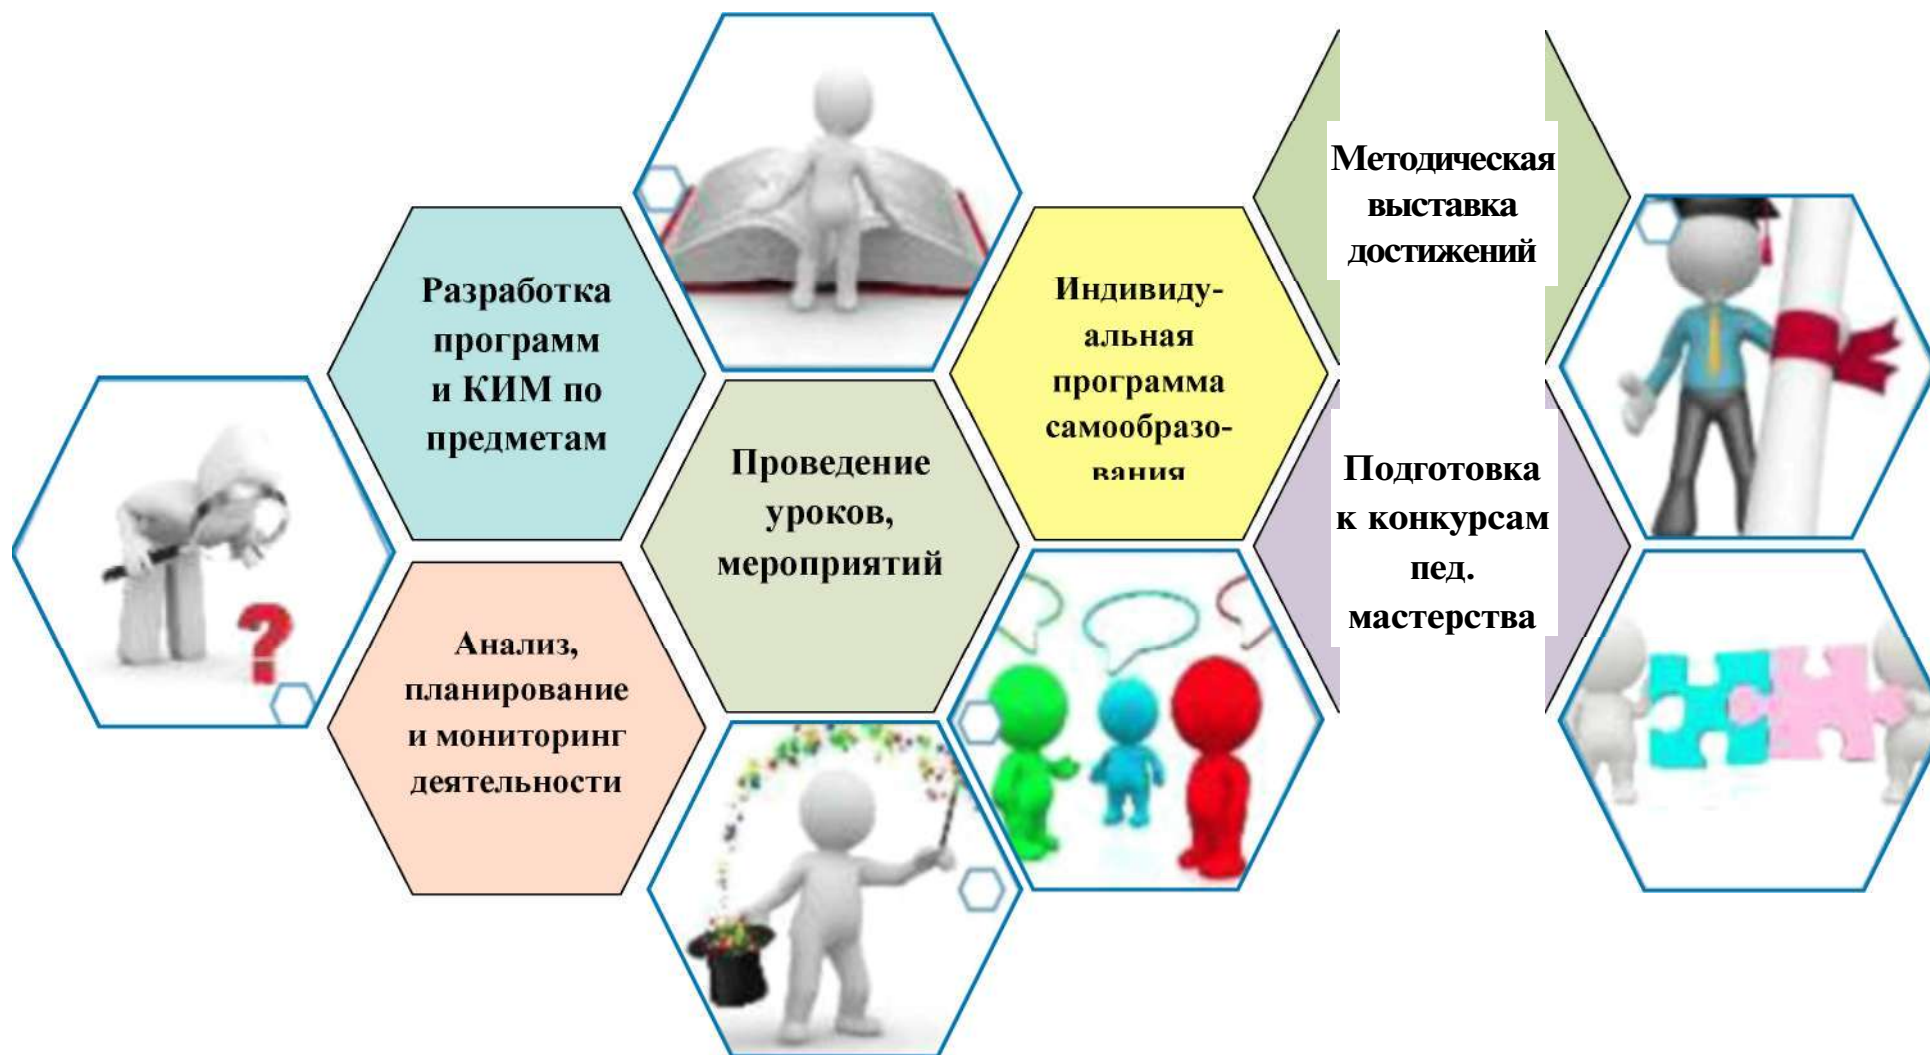 Разработка
программ
и КИМ по
предметам
Анализ,
планирование
и мониторинг
деятельности
Проведение
уроков,
мероприятий
Индивиду-
альная
программа
самообразо-
вания
Методическая
выставка
достижений
Подготовка
к конкурсам
пед.
мастерства
?